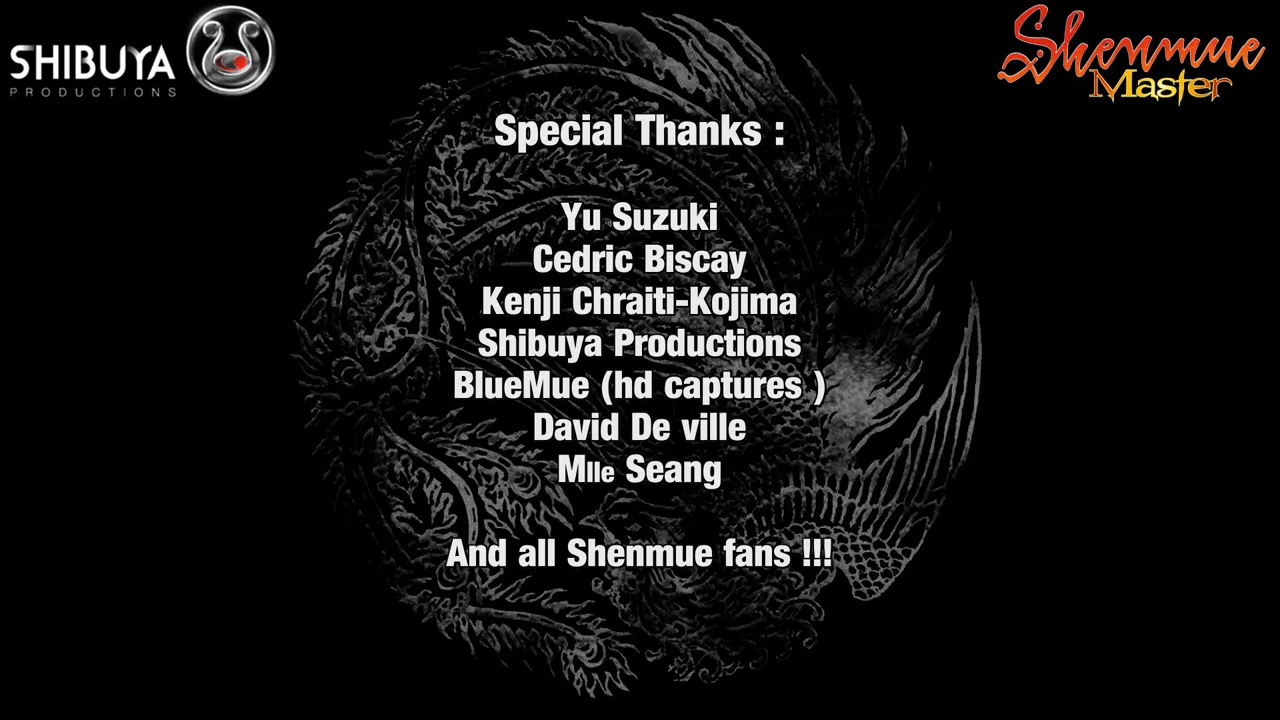 SHIBUYA
PRODUCTIONS
Shenmue
Master
Special Thanks :
Yu Suzuki
Cedric Biscay
Kenji Chraiti-Kojima
Shibuya Productions
BlueMue (hd captures )
David De ville
Mlle Seang
And all Shenmue fans !!!